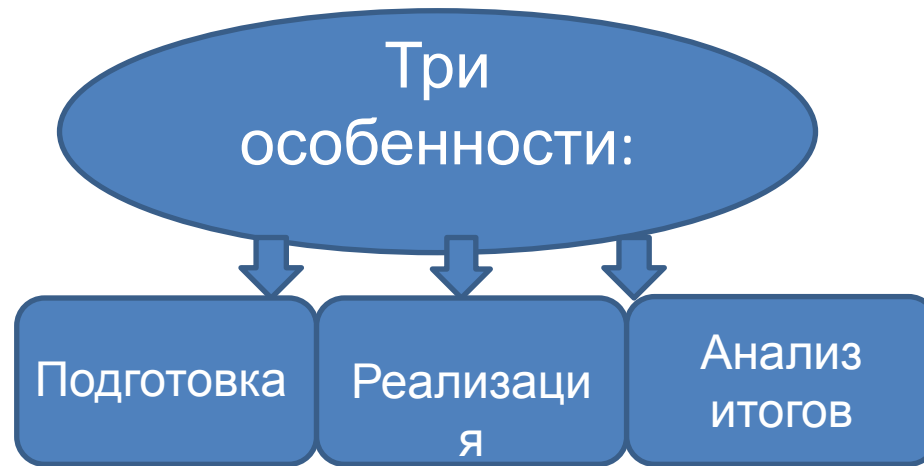 Три
особенности:
Подготовка
Реализаци
я
Анализ
итогов